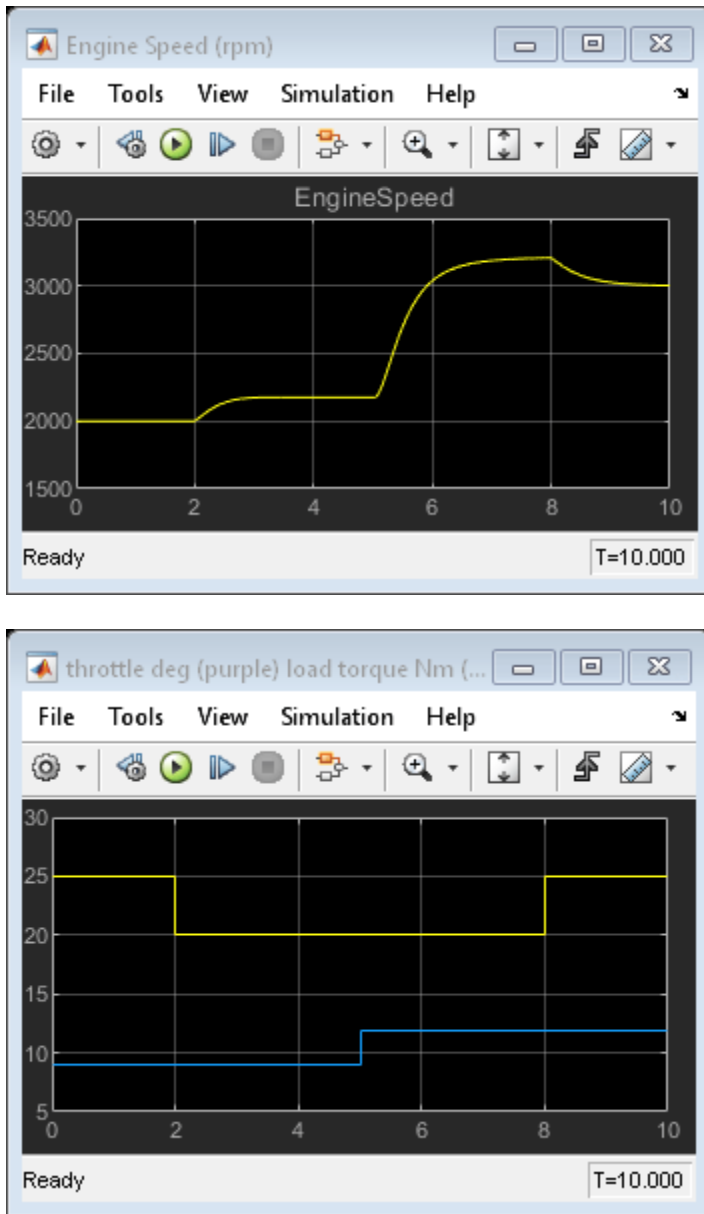 Engine Speed (rpm)
File Tools View Simulation Help
EngineSpeed
3500
3000
2500
2000
1500
0 2 4 6 8 10
Ready T=10.000
throttle deg (purple) load torque Nm (...
File Tools View Simulation Help
30
25
20
15
10
5
0 2 4 6 8 10
Ready T=10.000